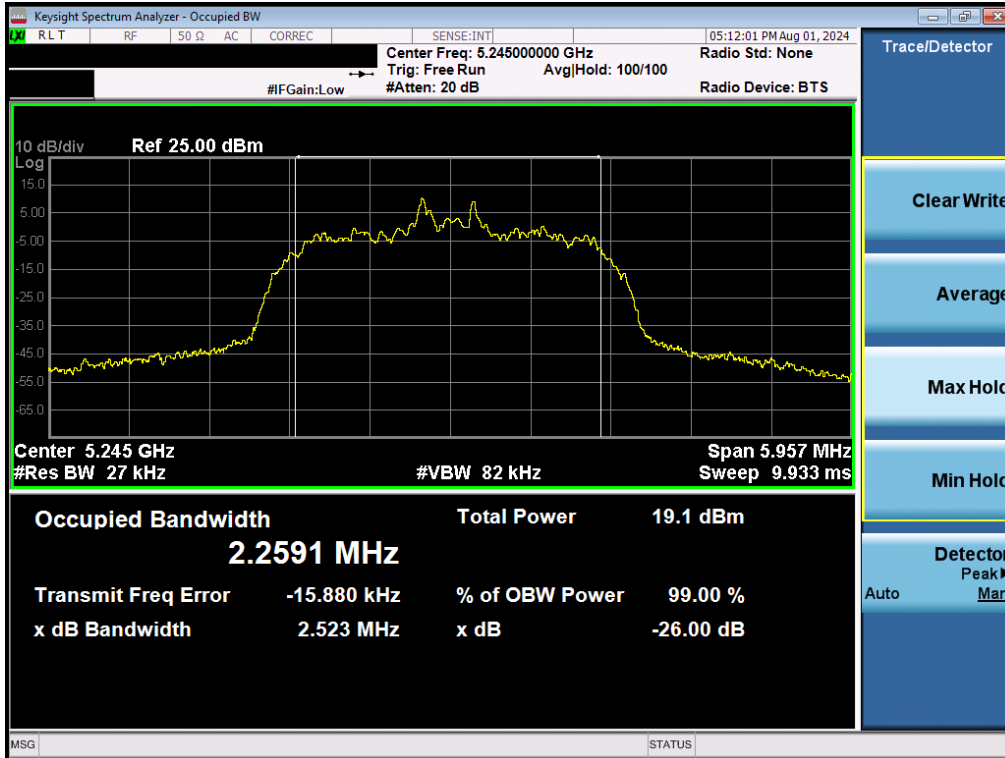 Keysight Spectrum Analyzer - Occupied BW
LXI RLT RF 50 Ω AC CORREC SENSE:INT 05:12:01 PM Aug 01, 2024
Center Freq: 5.245000000 GHz Radio Std: None
Trig: Free Run Avg|Hold: 100/100
#IFGain:Low #Atten: 20 dB Radio Device: BTS
10 dB/div Ref 25.00 dBm
Log
15.0
5.00
-5.00
-15.0
-25.0
-35.0
-45.0
-55.0
-65.0
Center 5.245 GHz Span 5.957 MHz
#Res BW 27 kHz #VBW 82 kHz Sweep 9.933 ms
Occupied Bandwidth Total Power 19.1 dBm
2.2591 MHz
Transmit Freq Error -15.880 kHz % of OBW Power 99.00 %
x dB Bandwidth 2.523 MHz x dB -26.00 dB
MSG STATUS
Trace/Detector
Clear Write
Average
Max Hold
Min Hold
Detector
Peak▶
Auto Man